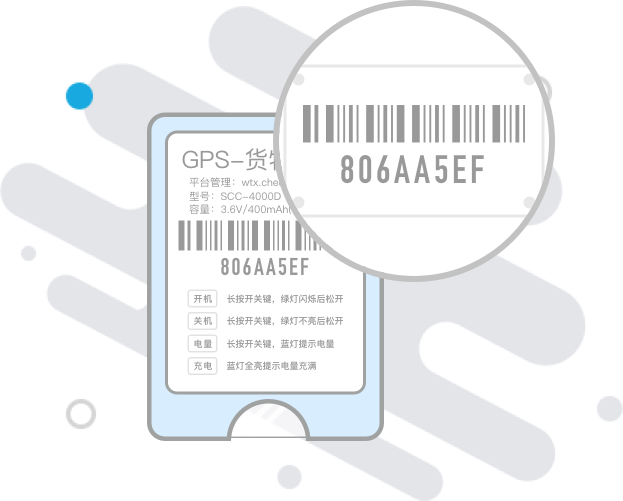 GPS-货
平台管理：wtx.che
型号：SCC-4000D
容量：3.6V/400mAh
806AA5EF
开机 长按开关键，绿灯闪烁后松开
关机 长按开关键，绿灯不亮后松开
电量 长按开关键，蓝灯提示电量
充电 蓝灯全亮提示电量充满
806AA5EF